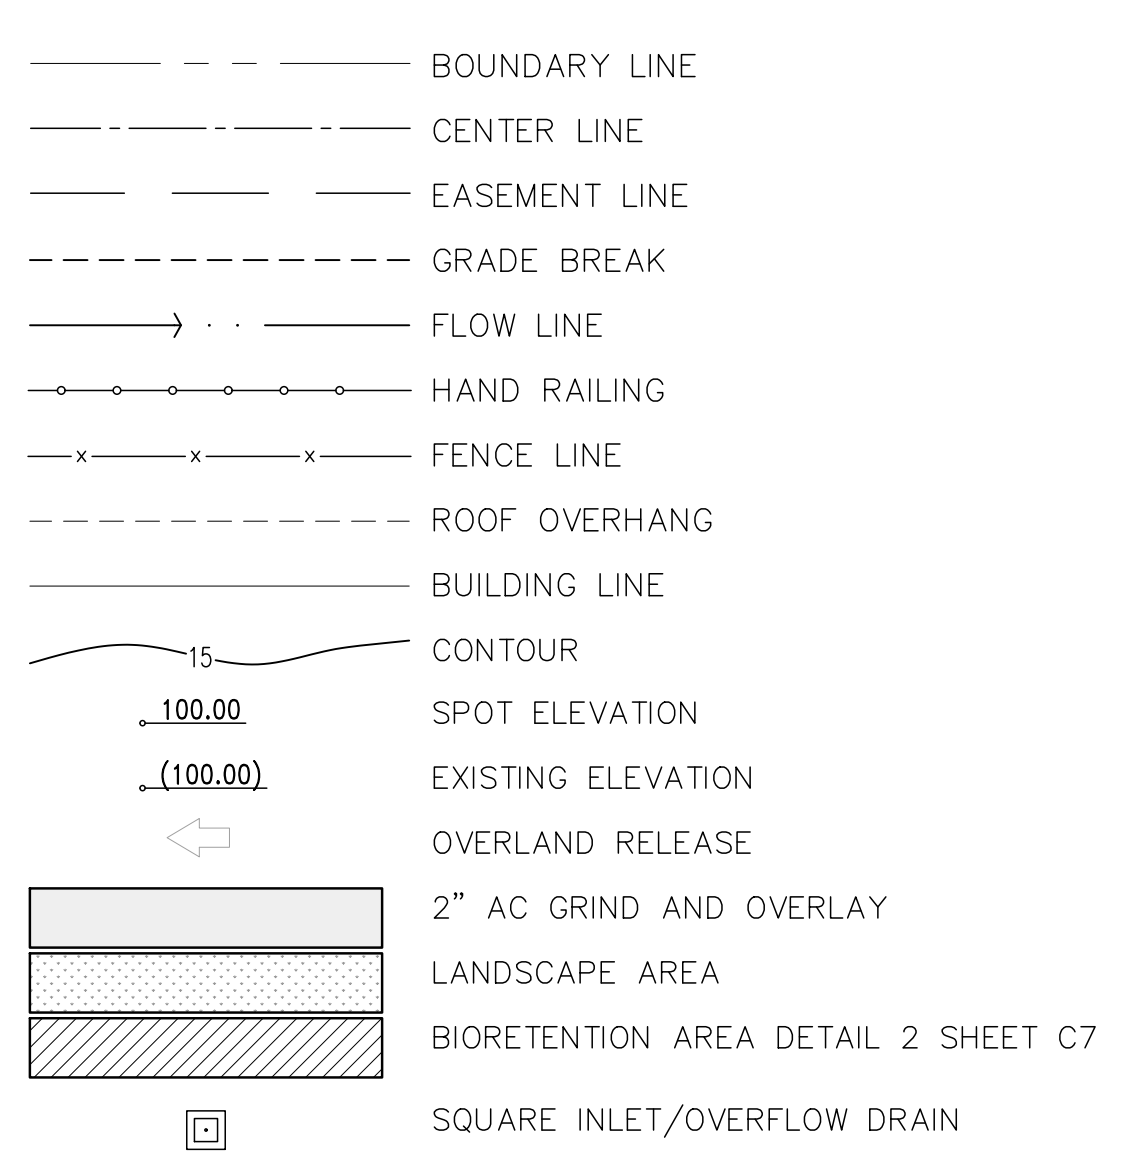 BOUNDARY LINE
CENTER LINE
EASEMENT LINE
GRADE BREAK
FLOW LINE
HAND RAILING
x x x FENCE LINE
ROOF OVERHANG
BUILDING LINE
15 CONTOUR
100.00 SPOT ELEVATION
(100.00) EXISTING ELEVATION
OVERLAND RELEASE
2” AC GRIND AND OVERLAY
LANDSCAPE AREA
BIORETENTION AREA DETAIL 2 SHEET C7
SQUARE INLET/OVERFLOW DRAIN